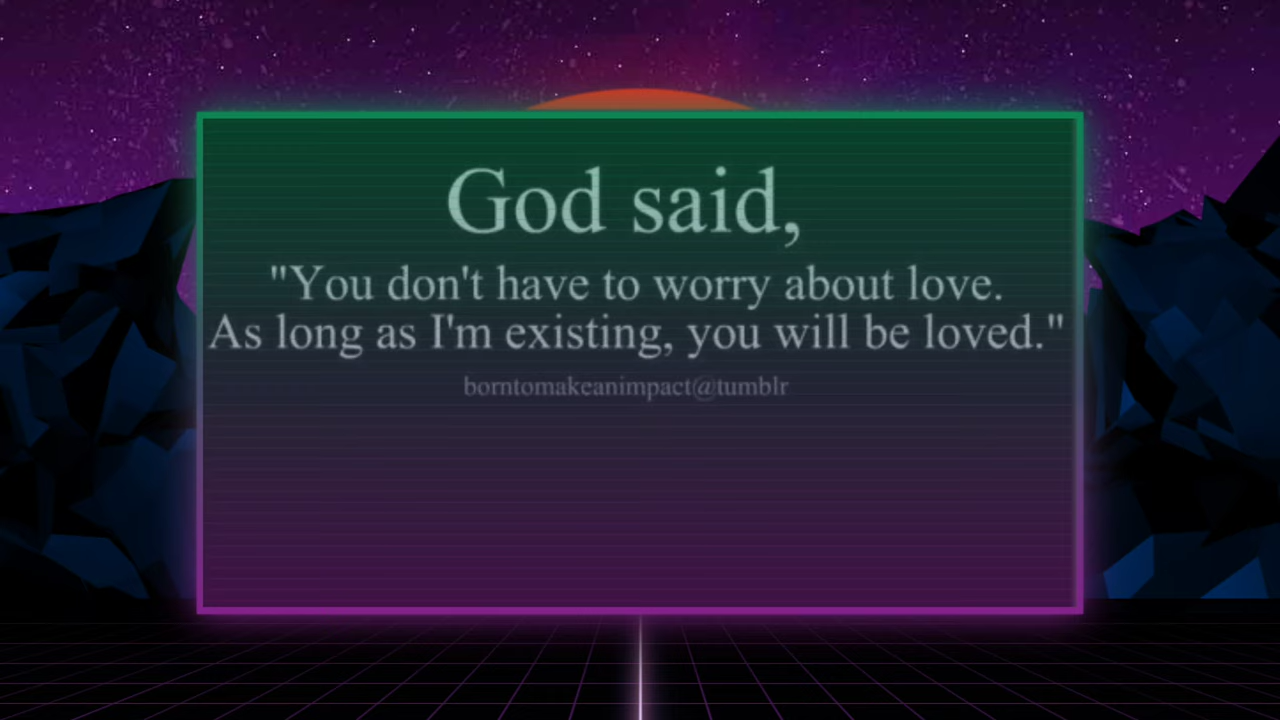 God said,
"You don't have to worry about love.
As long as I'm existing, you will be loved."
borntomakeanimpact@tumblr